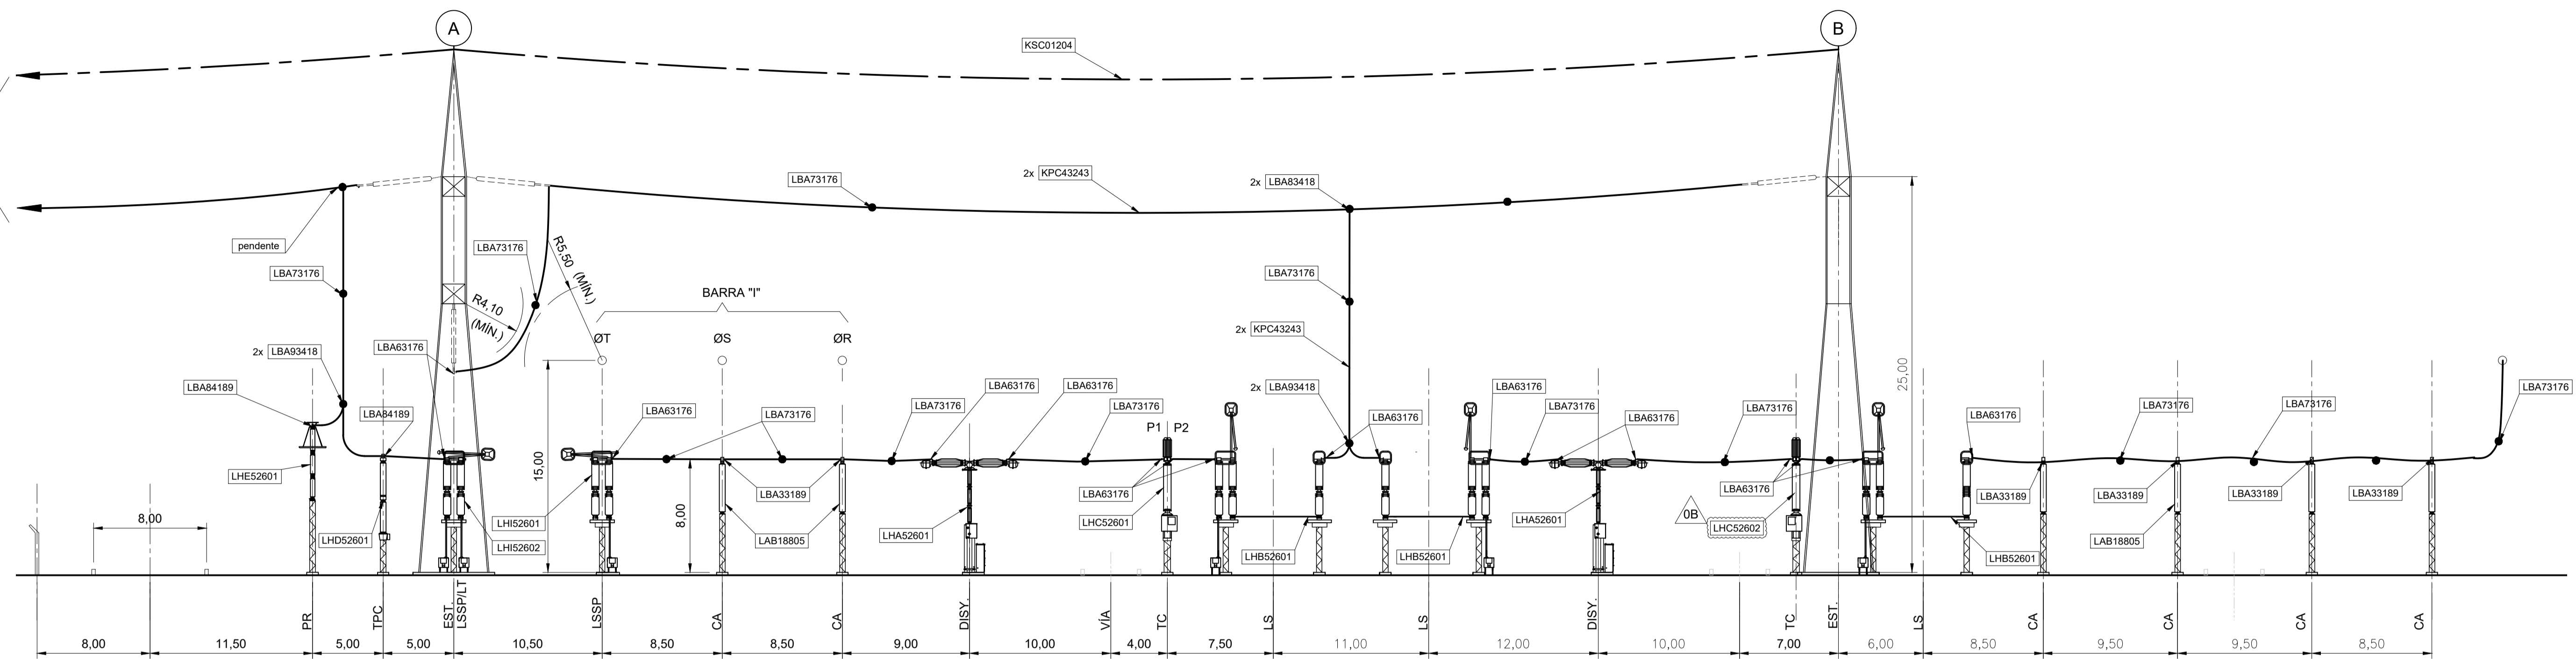 A
B
KSC01204
LBA73176
2x KPC43243
2x LBA83418
pendente
LBA73176
LBA73176
R5,50 (MÍN.)
R4,10
(MÍN.)
BARRA "I"
ØT
ØS
ØR
LBA73176
2x KPC43243
25,00
2x LBA93418
LBA63176
LBA84189
LBA84189
15,00
LBA63176
LBA73176
LBA73176
LBA63176
LBA63176
LBA73176
P1 P2
2x LBA93418
LBA63176
LBA63176
LBA73176
LBA63176
LBA73176
LBA63176
LBA73176
LBA73176
LBA73176
LHE52601
8,00
LHD52601
LHI52602
LHI52601
8,00
LBA33189
LAB18805
LHA52601
LBA63176
LHC52601
LHB52601
LHB52601
LHA52601
0B
LBA63176
LHC52602
LHB52601
LBA33189
LBA33189
LAB18805
LBA33189
LBA33189
PR
TPC
EST.
LSSP/LT
LSSP
CA
CA
DISY.
VÍA
TC
LS
LS
DISY.
TC
EST.
LS
CA
CA
CA
CA
8,00
11,50
5,00
5,00
10,50
8,50
8,50
9,00
10,00
4,00
7,50
11,00
12,00
10,00
7,00
6,00
8,50
9,50
9,50
8,50